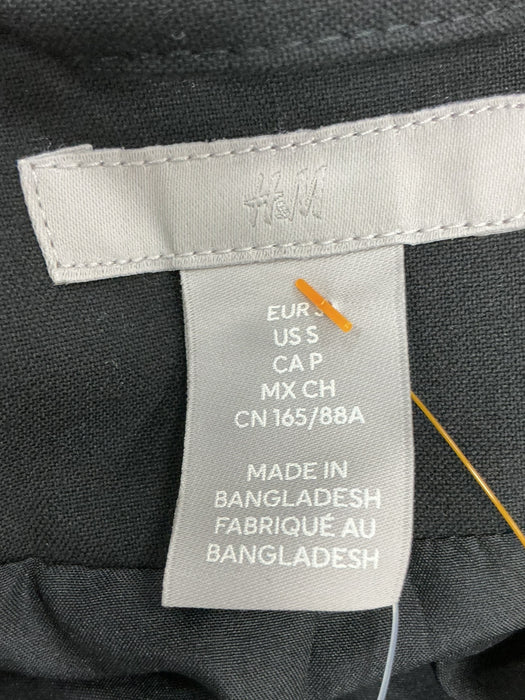 H&M
EUR S
US S
CA P
MX CH
CN 165/88A
MADE IN
BANGLADESH
FABRIQUÉ AU
BANGLADESH